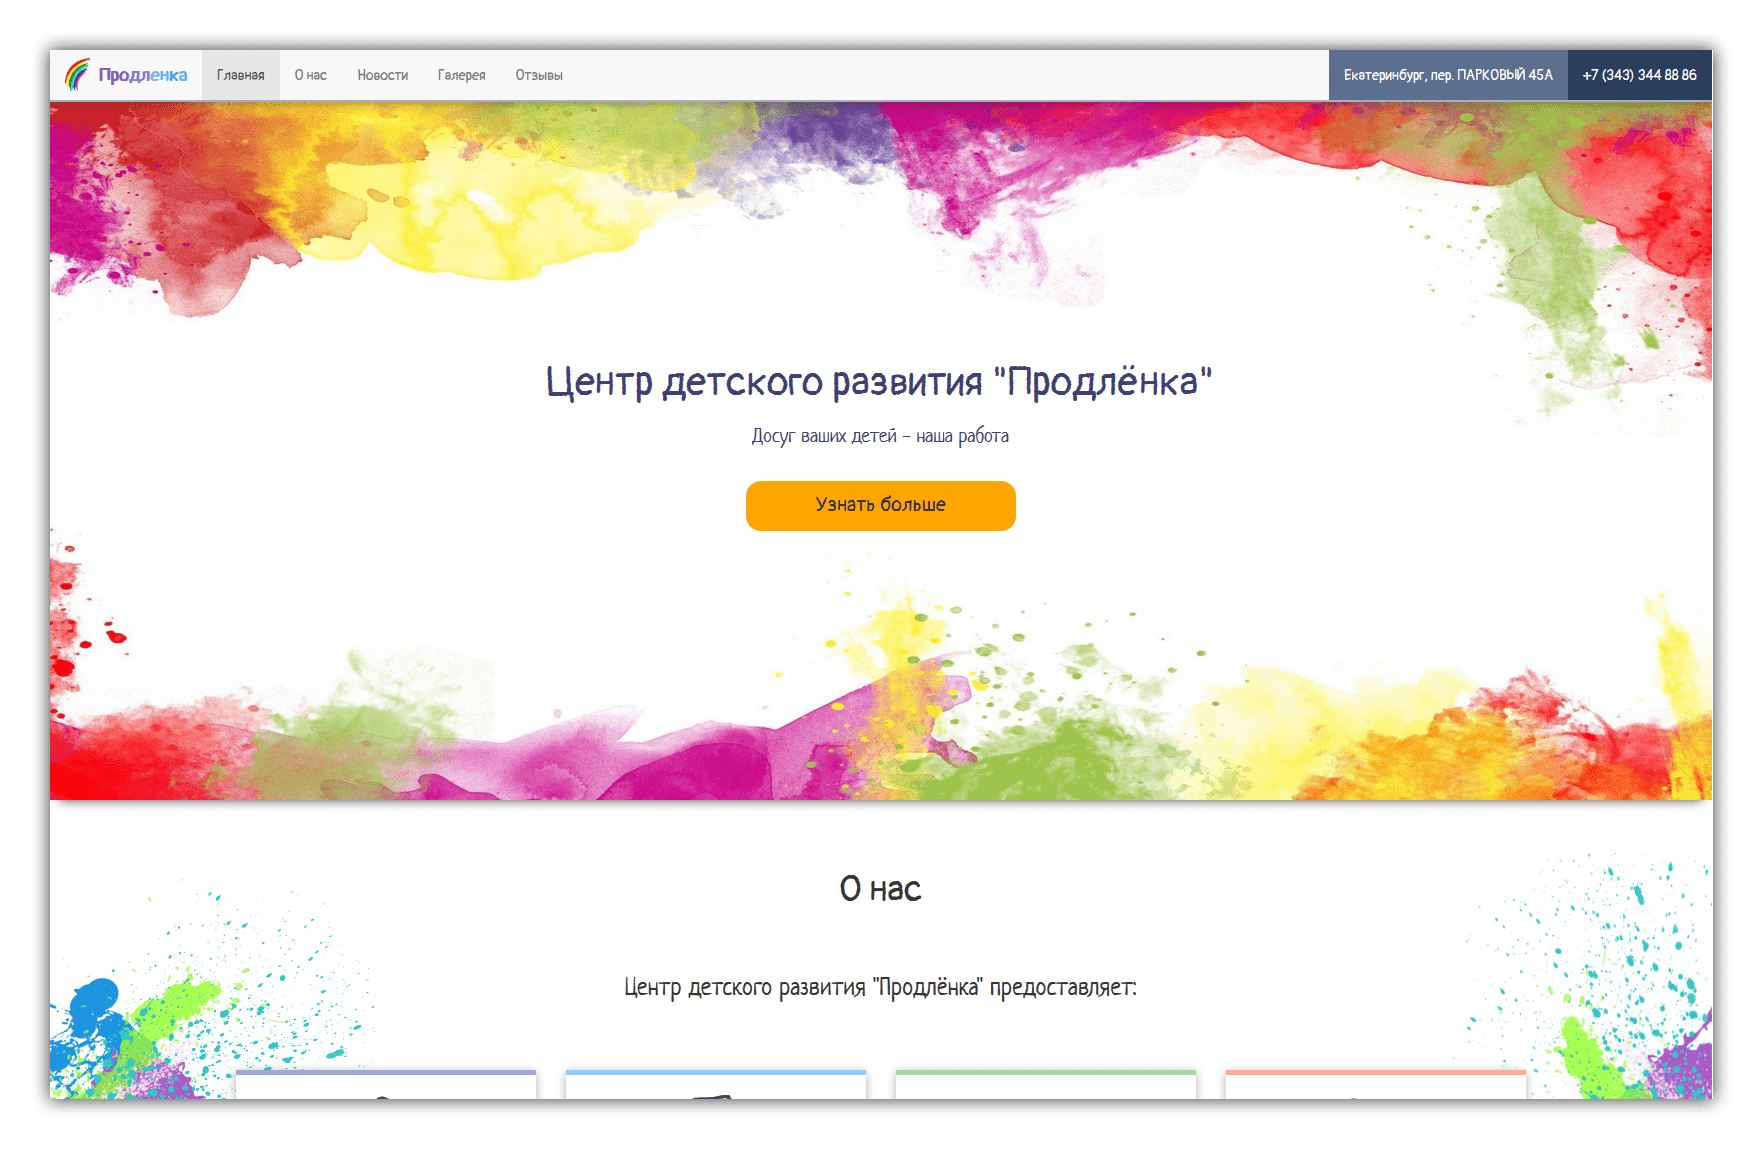 Продленка
Главная
О нас
Новости
Галерея
Отзывы
Екатеринбург, пер. ПАРКОВЫЙ 45А
+7 (343) 344 88 86
Центр детского развития "Продлёнка"
Досуг ваших детей - наша работа
Узнать больше
О нас
Центр детского развития "Продлёнка" предоставляет: